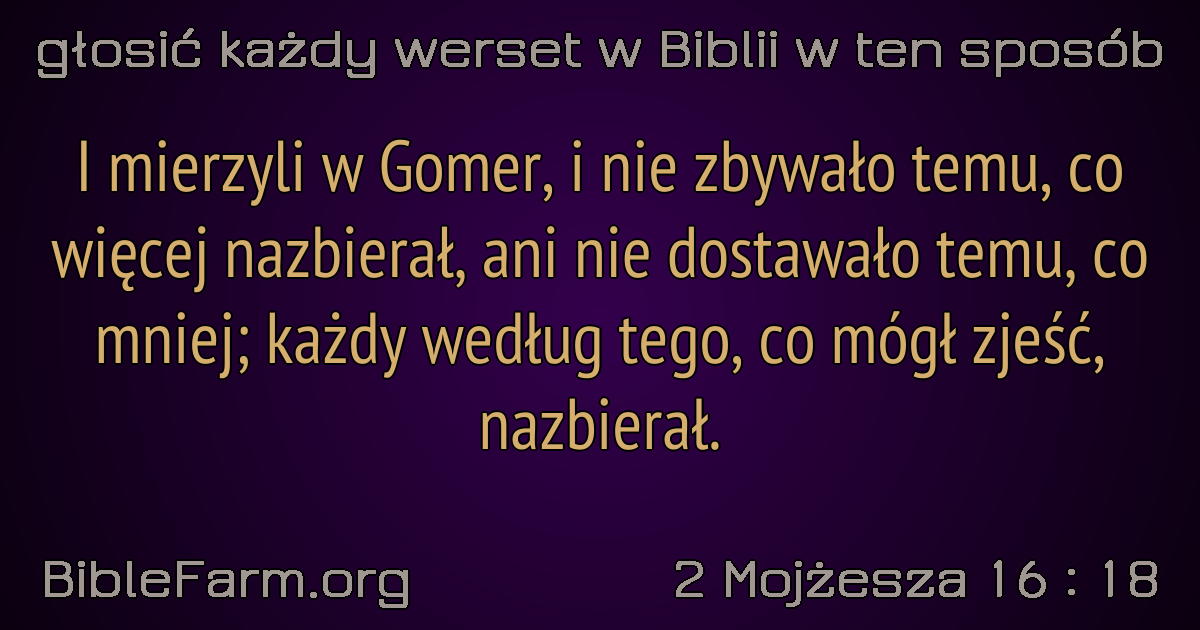 głosić każdy werset w Biblii w ten sposób
I mierzyli w Gomer, i nie zbywało temu, co
więcej nazbierał, ani nie dostawało temu, co
mniej; każdy według tego, co mógł zjeść,
nazbierał.
BibleFarm.org
2 Mojżesza 16 : 18